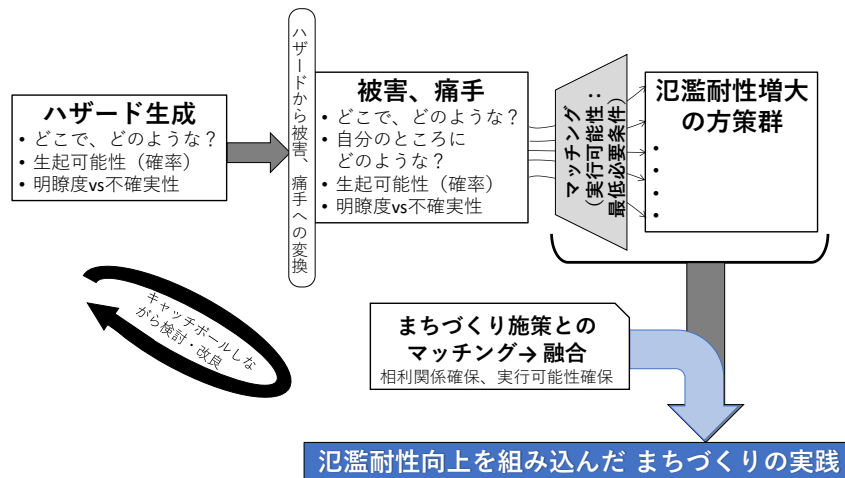 ハザード生成
• どこで、どのような？
• 生起可能性（確率）
• 明瞭度vs不確実性
ハザードから被害、痛手への変換
被害、痛手
• どこで、どのような？
• 自分のところに
どのような？
• 生起可能性（確率）
• 明瞭度vs不確実性
マッチング
（実行可能性：
最低必要条件）
氾濫耐性増大
の方策群
•
•
•
•
キャッチボールしな
がら検討・改良
まちづくり施策との
マッチング→ 融合
相利関係確保、実行可能性確保
氾濫耐性向上を組み込んだ まちづくりの実践